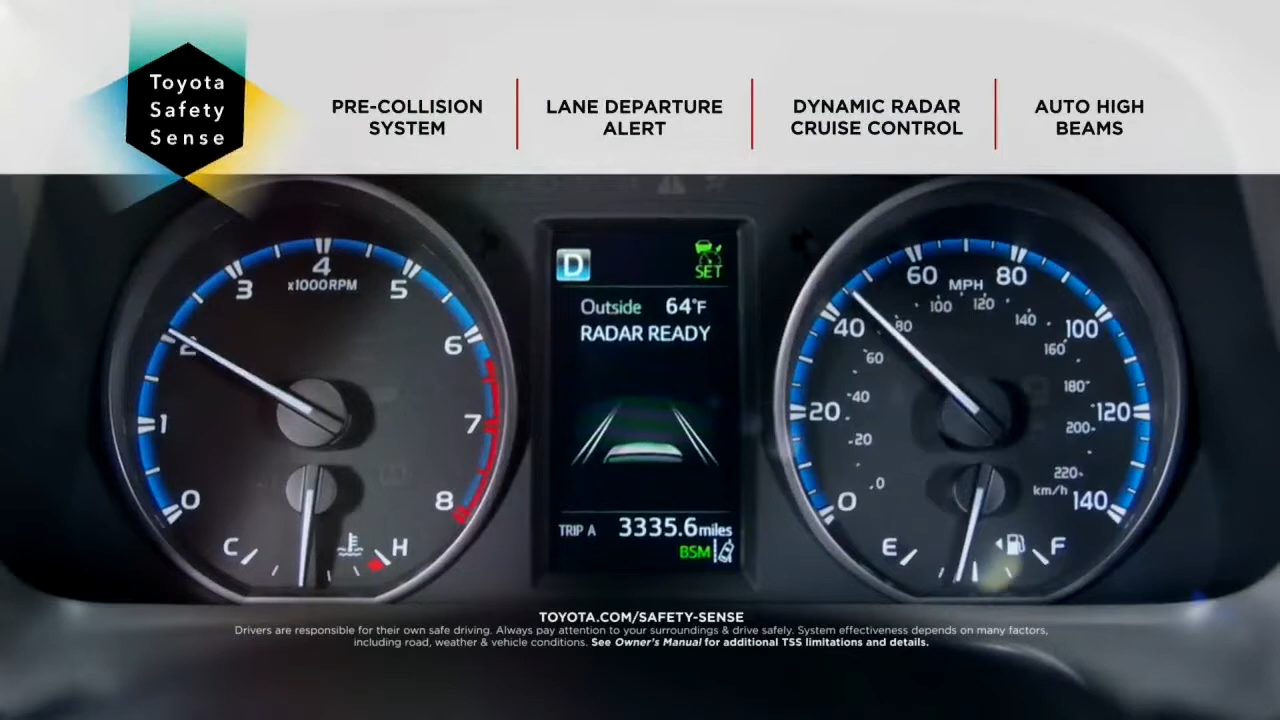 Toyota
Safety
Sense
PRE-COLLISION
SYSTEM
LANE DEPARTURE
ALERT
DYNAMIC RADAR
CRUISE CONTROL
AUTO HIGH
BEAMS
0
1
2
3
4
5
6
7
8
x1000RPM
C
H
D
SET
Outside 64°F
RADAR READY
TRIP A 3335.6 miles
BSM
0
20
40
60
80
100
120
140
MPH
0
20
40
60
80
100
120
140
160
180
200
220
km/h
E
F
TOYOTA.COM/SAFETY-SENSE
Drivers are responsible for their own safe driving. Always pay attention to your surroundings & drive safely. System effectiveness depends on many factors,
including road, weather & vehicle conditions. See Owner's Manual for additional TSS limitations and details.